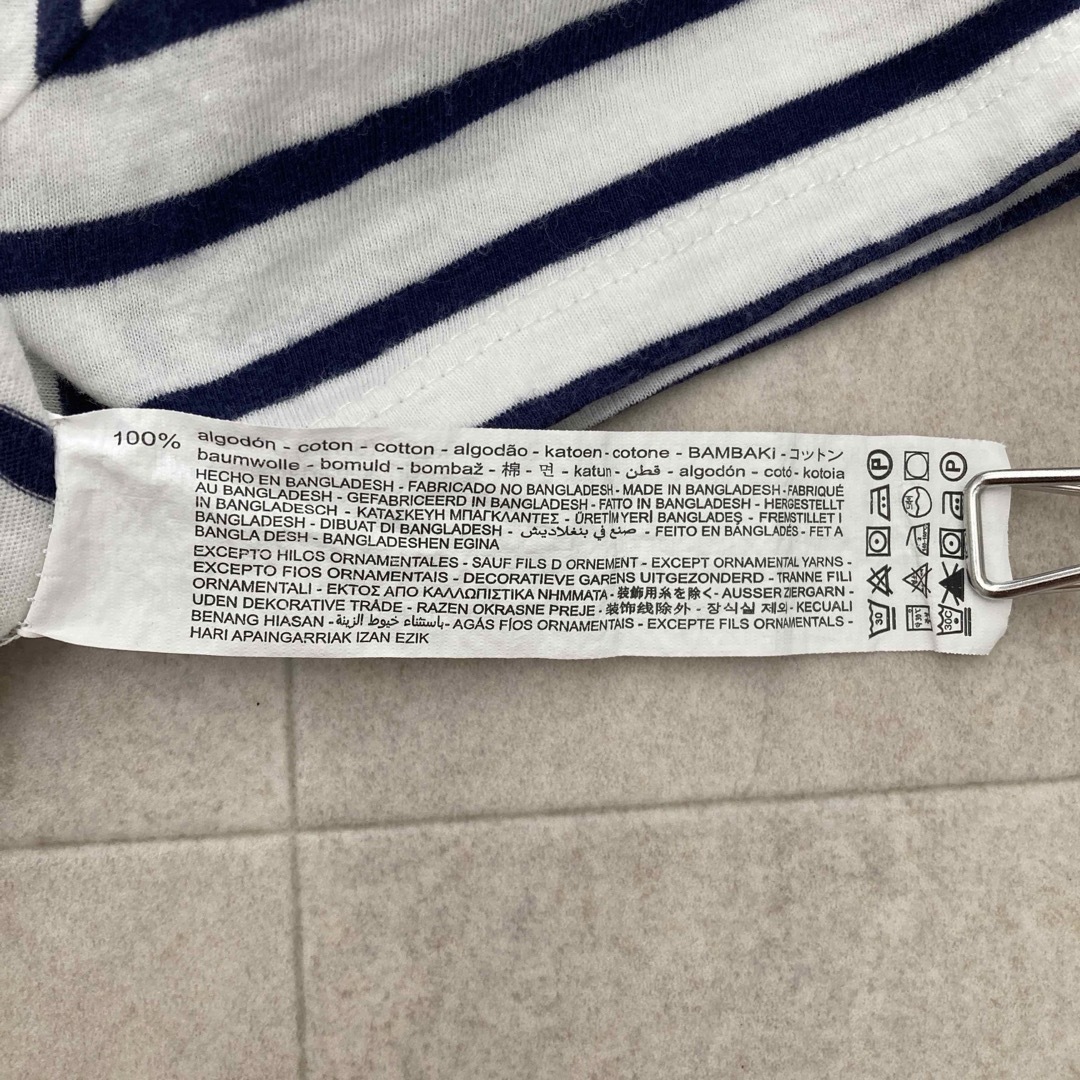 100% algodón - coton - cotton - algodão - katoen - cotone - BAMBAKi - コットン
baumwolle - bomuld - bombaž - 棉 - 면 - katun - قطن - algodón - cotó - kotoia
HECHO EN BANGLADESH - FABRICADO NO BANGLADESH - MADE IN BANGLADESH - FABRIQUÉ
AU BANGLADESH - GEFABRICEERD IN BANGLADESH - FATTO IN BANGLADESH - HERGESTELLT
IN BANGLADESCH - ΚΑΤΑΣΚΕΥΗ ΜΠΑΓΚΛΑΝΤΕΣ - ÜRETİM YERİ BANGLADEŞ - FREMSTILLET I
BANGLADESH - DIBUAT DI BANGLADESH - صنع في بنغلاديش - FEITO EN BANGLADÉS - FET A
BANGLA DESH - BANGLADESHEN EGINA
EXCEPTO HILOS ORNAMENTALES - SAUF FILS D ORNEMENT - EXCEPT ORNAMENTAL YARNS -
EXCEPTO FIOS ORNAMENTAIS - DECORATIEVE GARENS UITGEZONDERD - TRANNE FILI
ORNAMENTALI - ΕΚΤΟΣ ΑΠΟ ΚΑΛΛΩΠΙΣΤΙΚΑ ΝΗΜΜΑΤΑ - 装飾用糸を除く - AUSSER ZIERGARN -
UDEN DEKORATIVE TRÅDE - RAZEN OKRASNE PREJE - 装饰线除外 - 장식실 제외 - KECUALI
BENANG HIASAN - باستثناء خيوط الزينة - AGÁS FÍOS ORNAMENTAIS - EXCEPTE FILS ORNAMENTALS -
HARI APAINGARRIAK IZAN EZIK
P P
30 30C